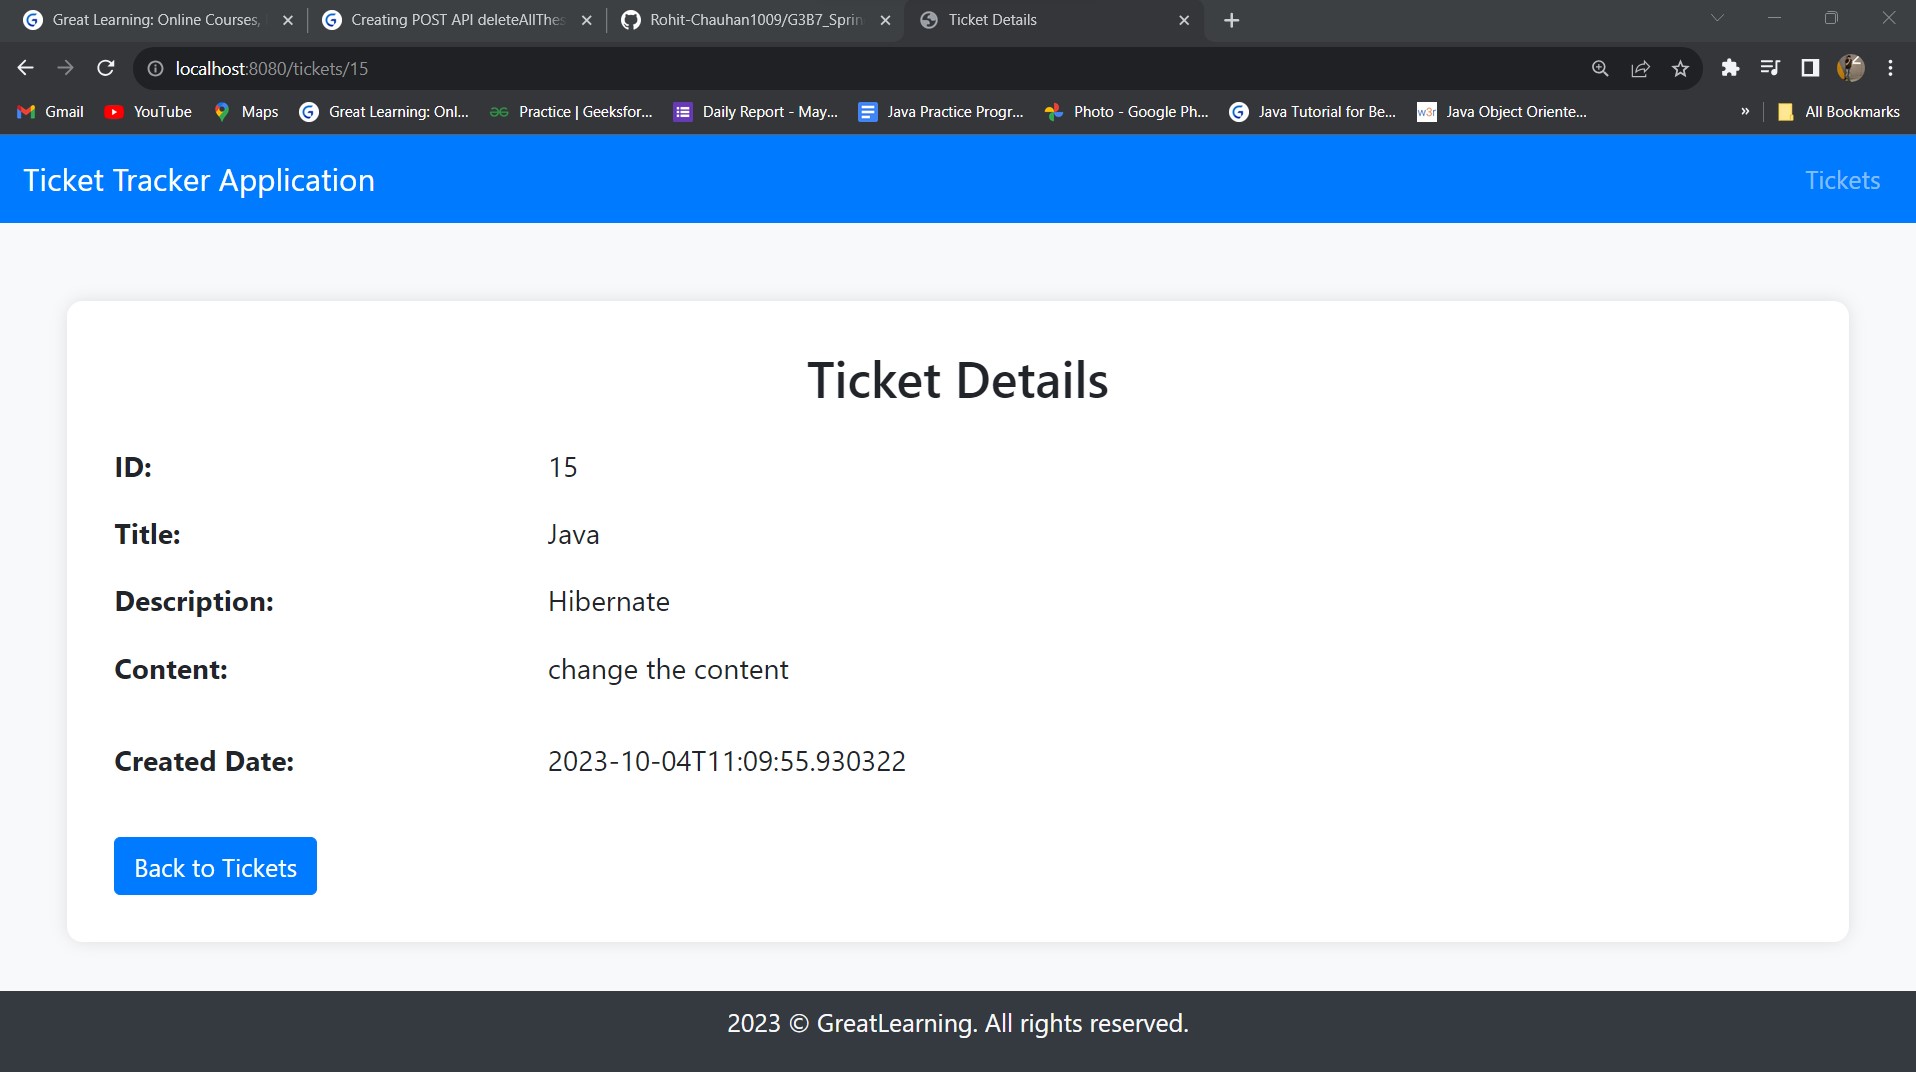 Great Learning: Online Courses,
Creating POST API deleteAllThes
Rohit-Chauhan1009/G3B7_Sprin
Ticket Details
localhost:8080/tickets/15
Gmail
YouTube
Maps
Great Learning: Onl...
Practice | Geeksfor...
Daily Report - May...
Java Practice Progr...
Photo - Google Ph...
Java Tutorial for Be...
w3r
Java Object Oriente...
»
All Bookmarks
Ticket Tracker Application
Tickets
Ticket Details
ID: 15
Title: Java
Description: Hibernate
Content: change the content
Created Date: 2023-10-04T11:09:55.930322
Back to Tickets
2023 © GreatLearning. All rights reserved.